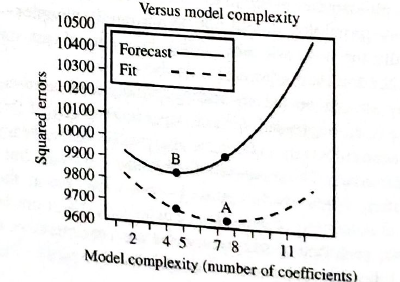 Versus model complexity
10500
10400
10300
10200
10100
10000
9900
9800
9700
9600
Squared errors
Forecast
Fit
B
A
2 4 5 7 8 11
Model complexity (number of coefficients)